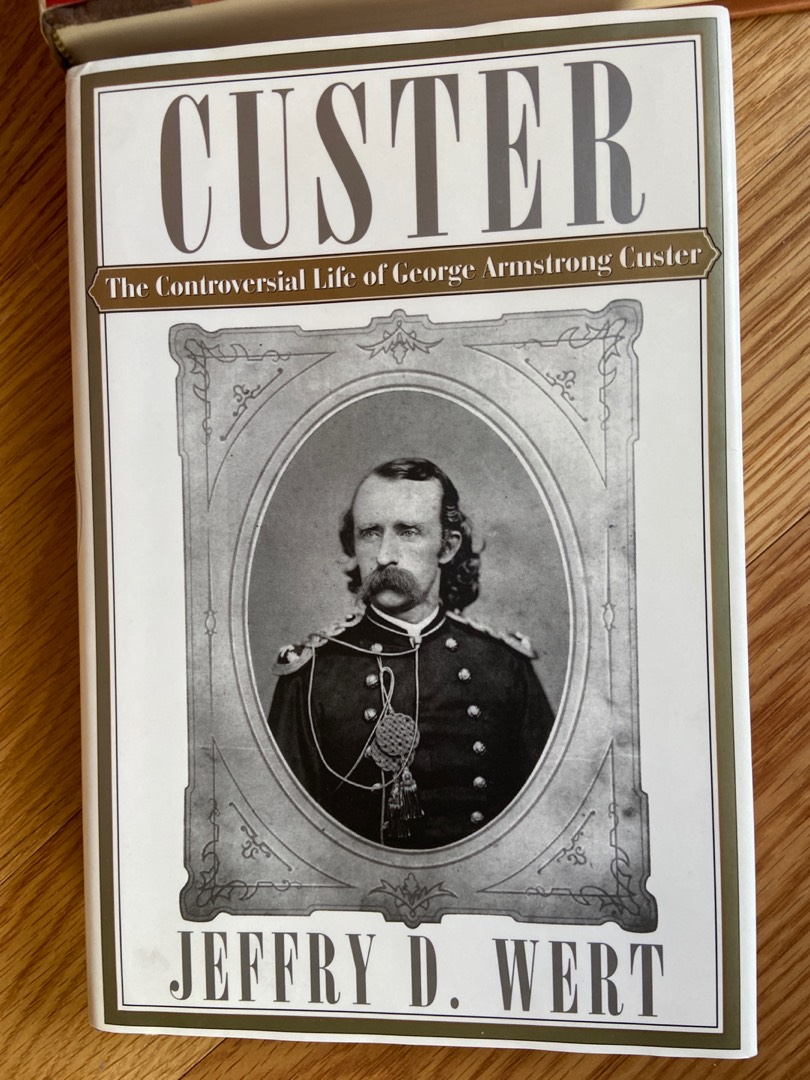 CUSTER
The Controversial Life of George Armstrong Custer
JEFFRY D. WERT